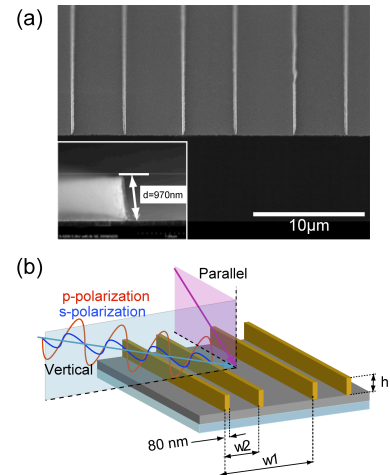 (a)
d=970nm
10μm
(b)
Parallel
p-polarization
s-polarization
Vertical
h
80 nm
w2
w1